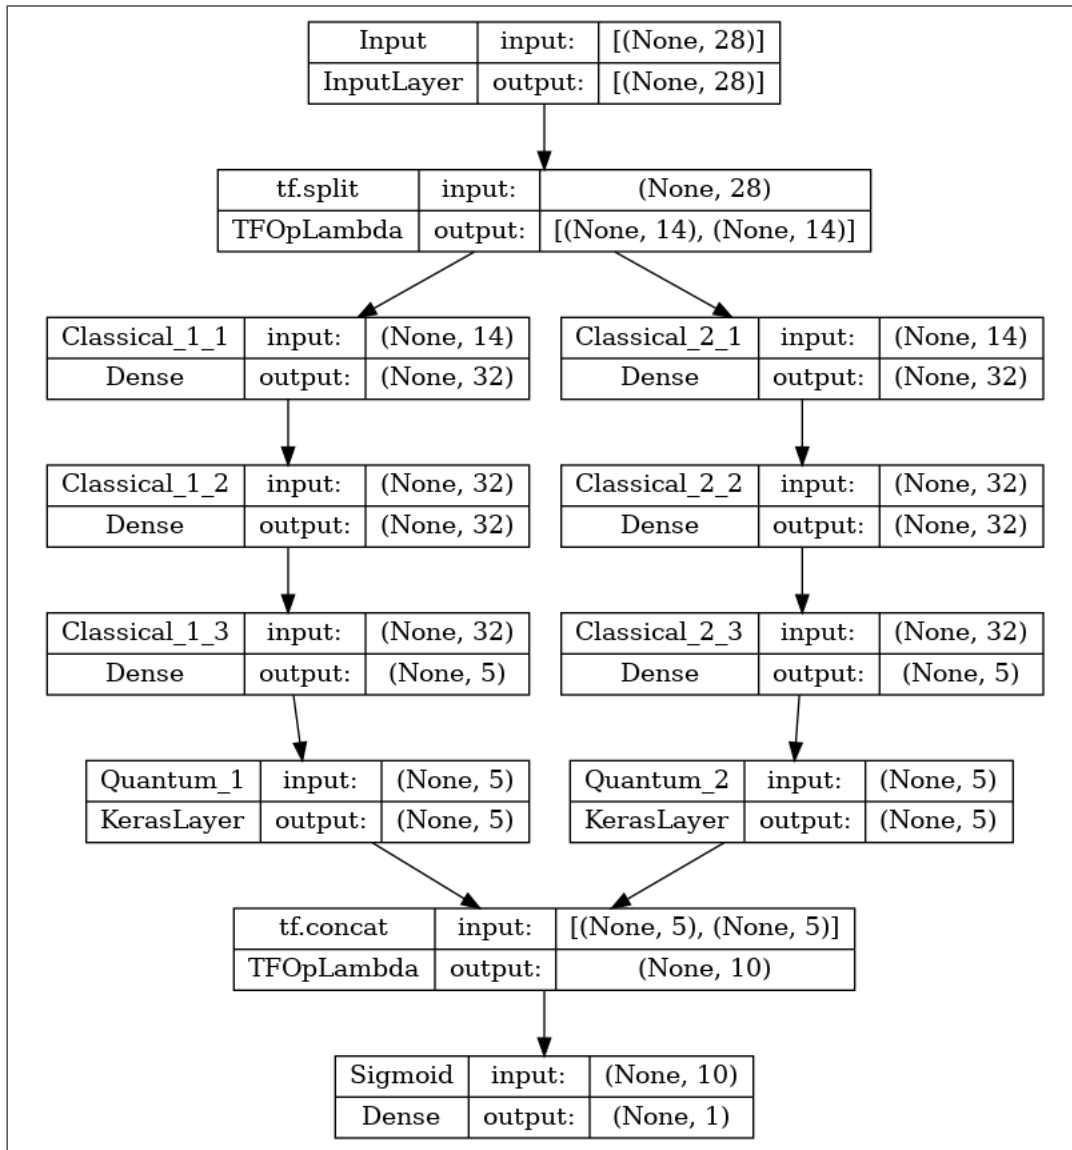 Input input: [(None, 28)]
InputLayer output: [(None, 28)]
tf.split input: (None, 28)
TFOpLambda output: [(None, 14), (None, 14)]
Classical_1_1 input: (None, 14)
Dense output: (None, 32)
Classical_2_1 input: (None, 14)
Dense output: (None, 32)
Classical_1_2 input: (None, 32)
Dense output: (None, 32)
Classical_2_2 input: (None, 32)
Dense output: (None, 32)
Classical_1_3 input: (None, 32)
Dense output: (None, 5)
Classical_2_3 input: (None, 32)
Dense output: (None, 5)
Quantum_1 input: (None, 5)
KerasLayer output: (None, 5)
Quantum_2 input: (None, 5)
KerasLayer output: (None, 5)
tf.concat input: [(None, 5), (None, 5)]
TFOpLambda output: (None, 10)
Sigmoid input: (None, 10)
Dense output: (None, 1)